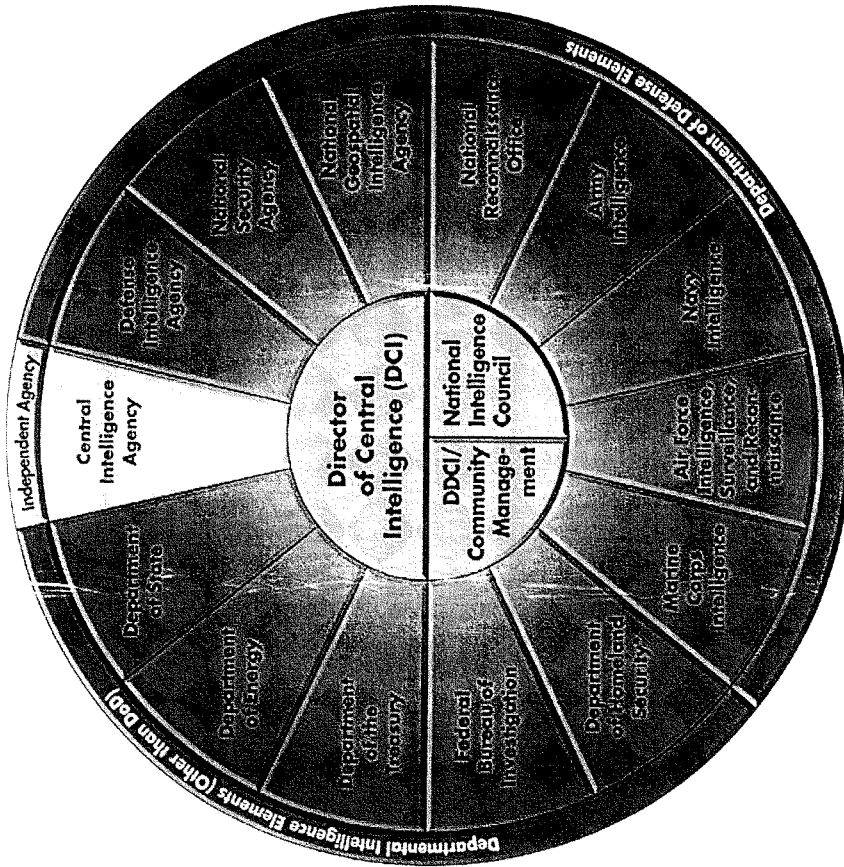 Independent Agency
Central
Intelligence
Agency
Department of Defense Elements
Defense
Intelligence
Agency
National
Security
Agency
National
Geospatial
Intelligence
Agency
National
Reconnaissance
Office
Army
Intelligence
Navy
Intelligence
Air Force
Intelligence,
Surveillance,
and Recon-
naissance
Marine
Corps
Intelligence
Departmental Intelligence Elements (Other than DoD)
Department
of Homeland
Security*
Federal
Bureau of
Investigation
Department
of the
Treasury
Department
of Energy
Department
of State
Director
of Central
Intelligence (DCI)
DDCI/
Community
Manage-
ment
National
Intelligence
Council